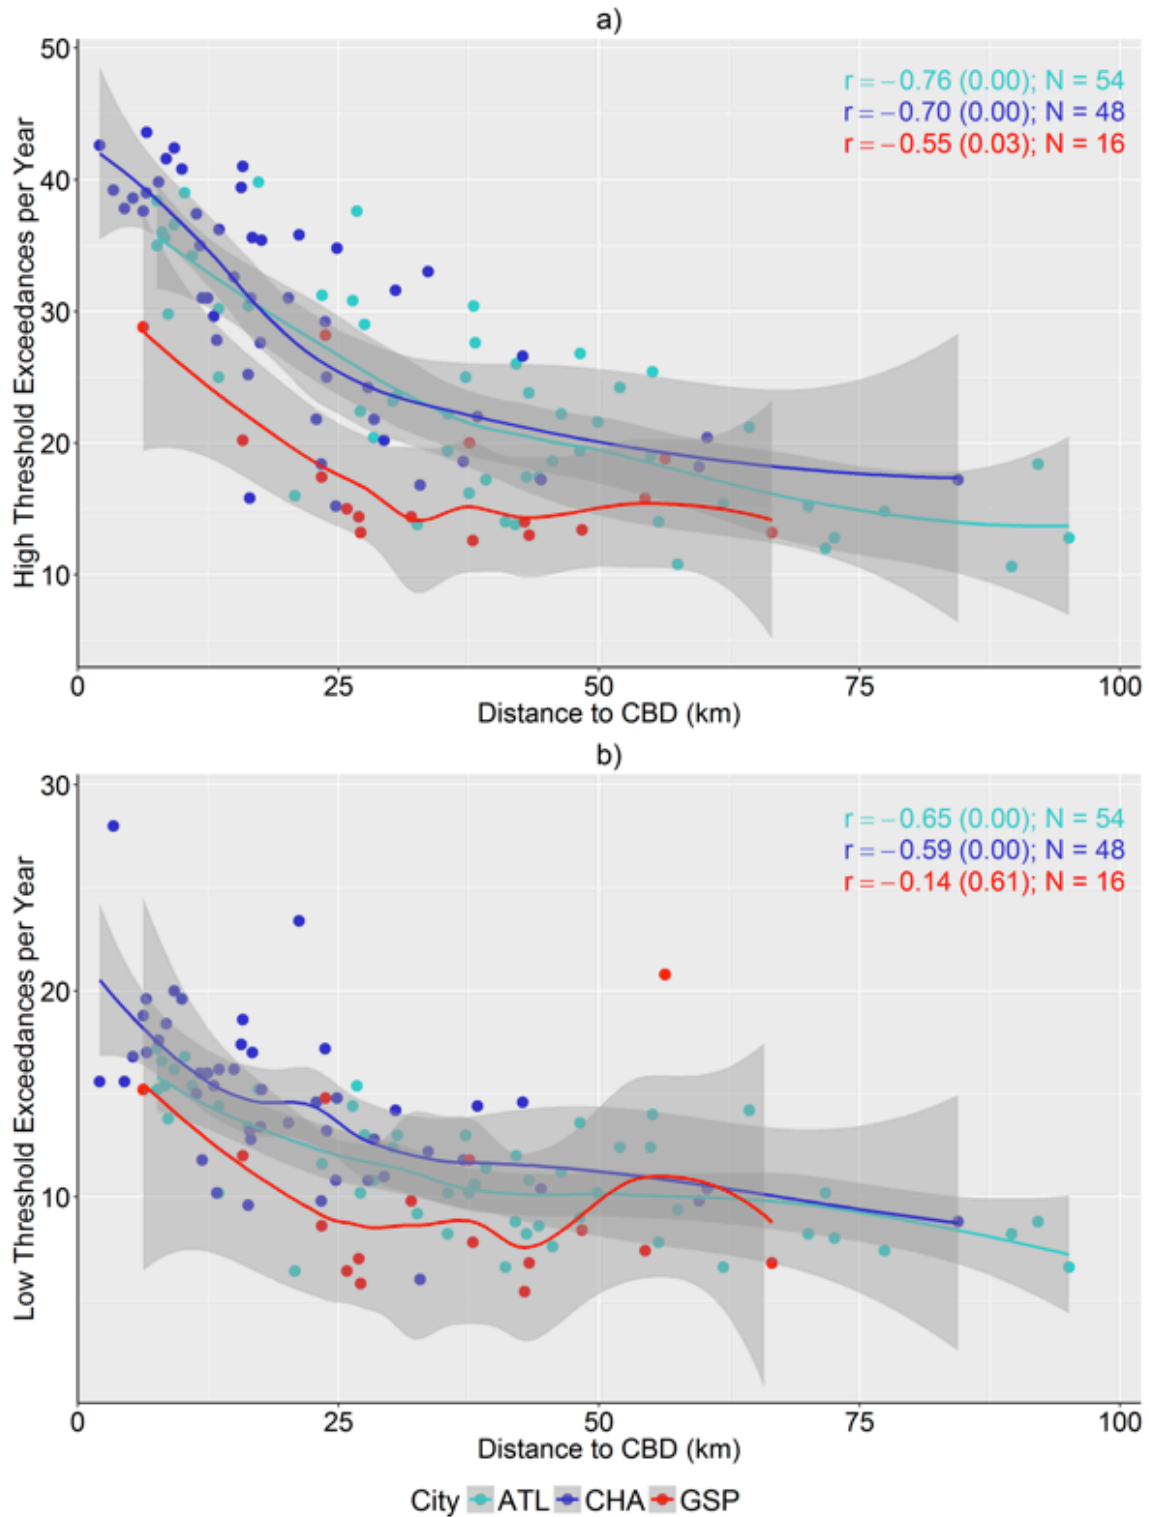 a)
High Threshold Exceedances per Year
50
40
30
20
10
r = −0.76 (0.00); N = 54
r = −0.70 (0.00); N = 48
r = −0.55 (0.03); N = 16
0 25 50 75 100
Distance to CBD (km)
b)
Low Threshold Exceedances per Year
30
20
10
r = −0.65 (0.00); N = 54
r = −0.59 (0.00); N = 48
r = −0.14 (0.61); N = 16
0 25 50 75 100
Distance to CBD (km)
City ATL CHA GSP